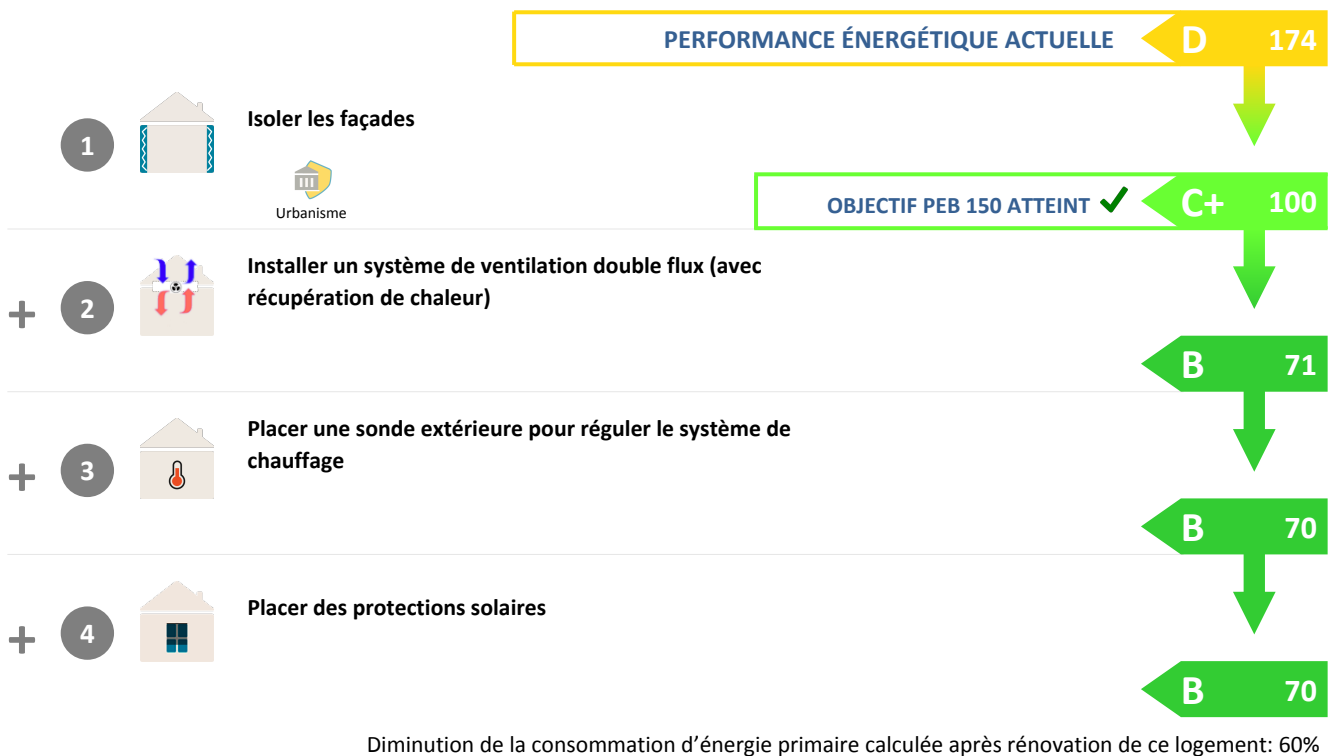 PERFORMANCE ÉNERGÉTIQUE ACTUELLE D 174
1 Isoler les façades
Urbanisme
OBJECTIF PEB 150 ATTEINT ✔ C+ 100
+ 2 Installer un système de ventilation double flux (avec
récupération de chaleur)
B 71
+ 3 Placer une sonde extérieure pour réguler le système de
chauffage
B 70
+ 4 Placer des protections solaires
B 70
Diminution de la consommation d’énergie primaire calculée après rénovation de ce logement: 60%